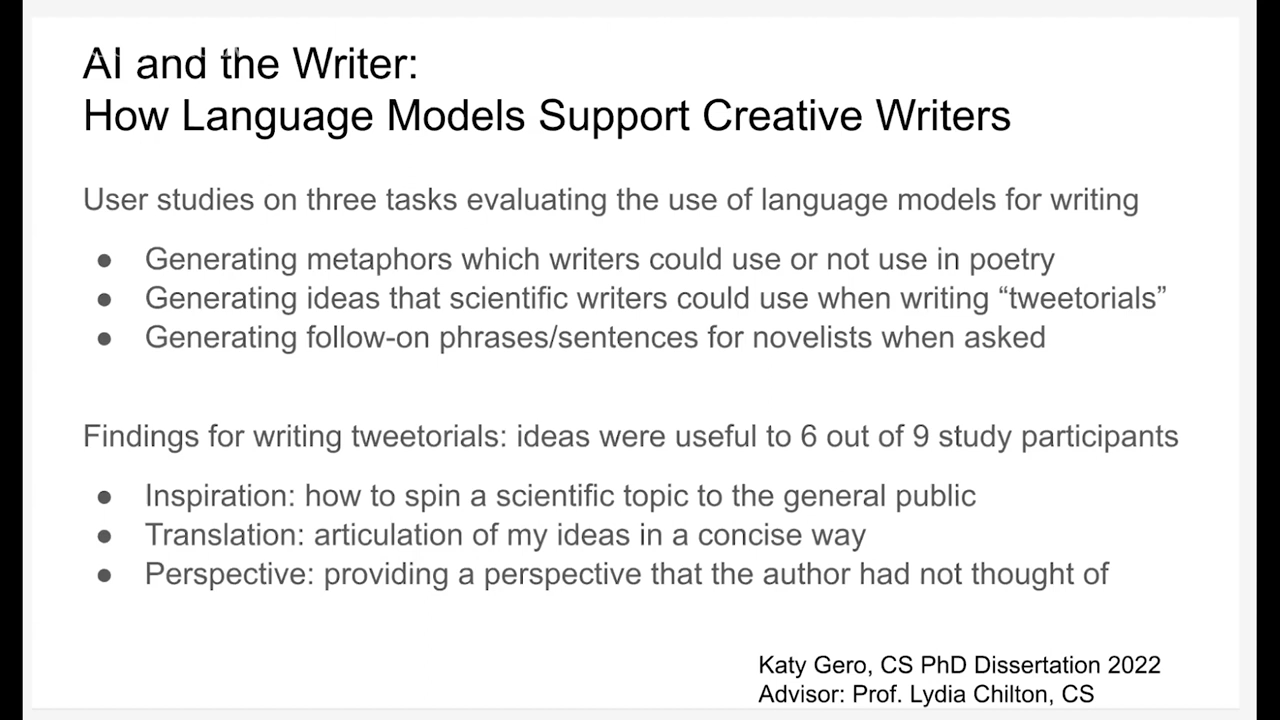 AI and the Writer:
How Language Models Support Creative Writers
User studies on three tasks evaluating the use of language models for writing
● Generating metaphors which writers could use or not use in poetry
● Generating ideas that scientific writers could use when writing “tweetorials”
● Generating follow-on phrases/sentences for novelists when asked
Findings for writing tweetorials: ideas were useful to 6 out of 9 study participants
● Inspiration: how to spin a scientific topic to the general public
● Translation: articulation of my ideas in a concise way
● Perspective: providing a perspective that the author had not thought of
Katy Gero, CS PhD Dissertation 2022
Advisor: Prof. Lydia Chilton, CS